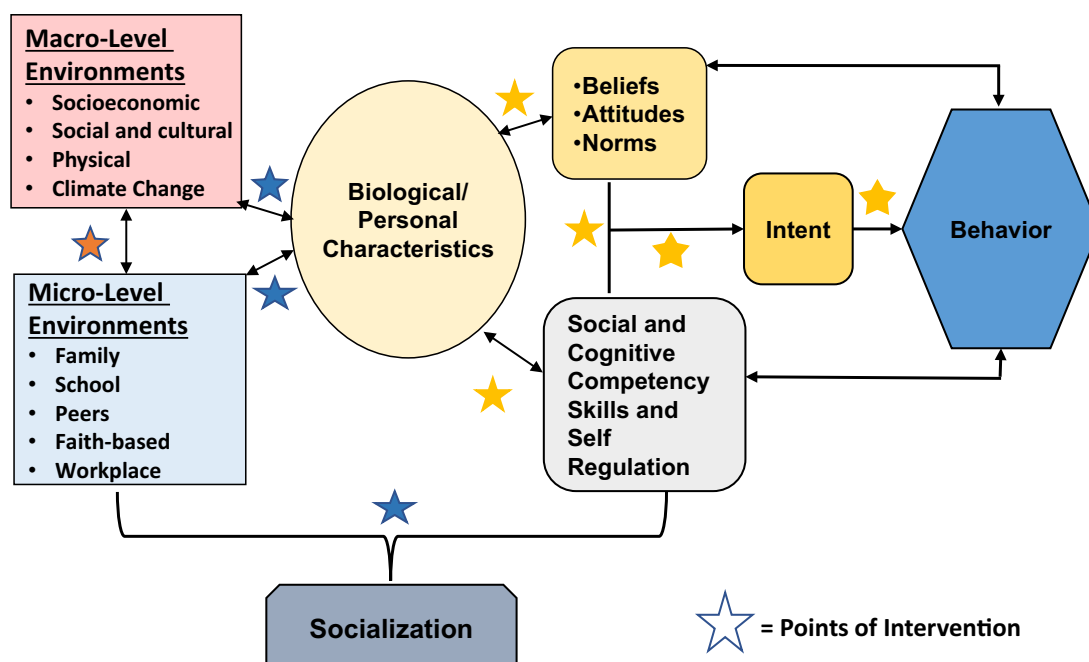 Macro-Level
Environments
• Socioeconomic
• Social and cultural
• Physical
• Climate Change
Micro-Level
Environments
• Family
• School
• Peers
• Faith-based
• Workplace
Biological/
Personal
Characteristics
•Beliefs
•Attitudes
•Norms
Social and
Cognitive
Competency
Skills and
Self
Regulation
Intent
Behavior
Socialization
= Points of Intervention